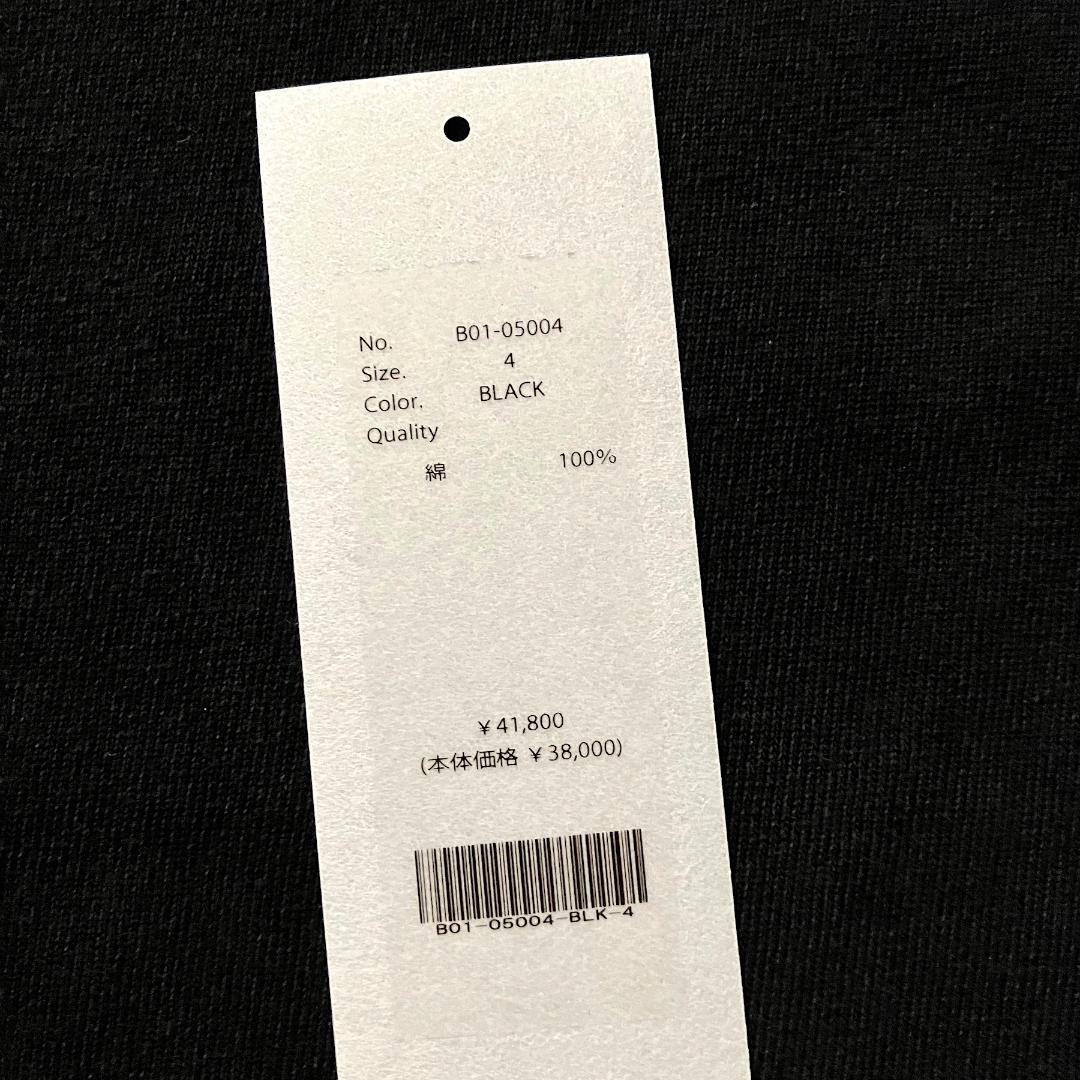 No. B01-05004
Size. 4
Color. BLACK
Quality
綿 100%
¥41,800
(本体価格 ¥38,000)
B01-05004-BLK-4